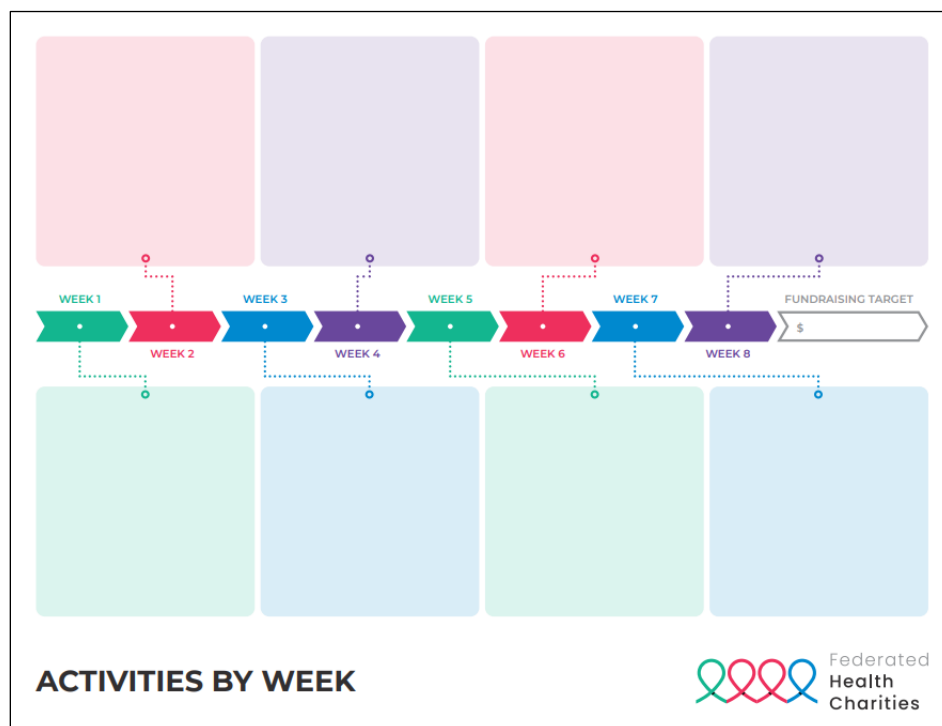 WEEK 1
WEEK 3
WEEK 5
WEEK 7
FUNDRAISING TARGET
$
WEEK 2
WEEK 4
WEEK 6
WEEK 8
ACTIVITIES BY WEEK
Federated
Health
Charities